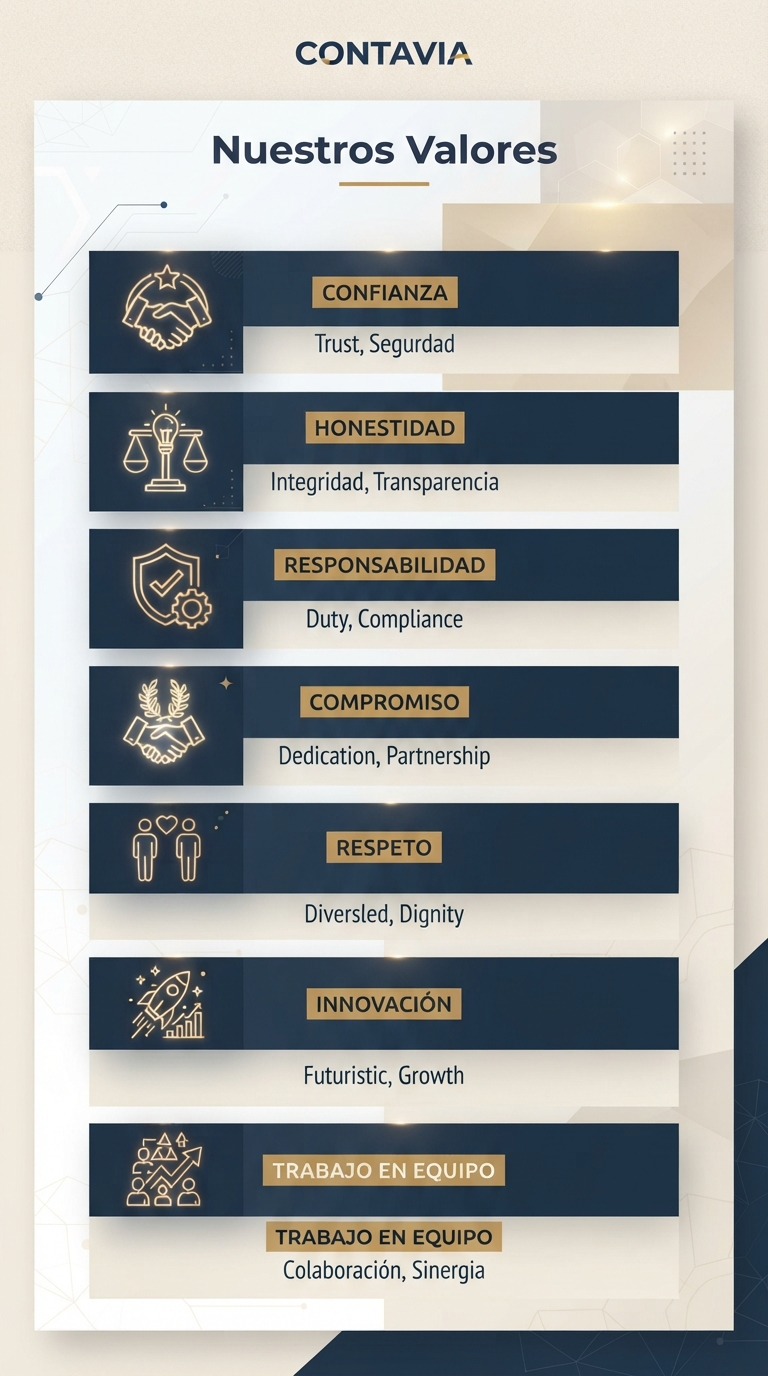 CONTAVIA
Nuestros Valores
CONFIANZA
Trust, Segurdad
HONESTIDAD
Integridad, Transparencia
RESPONSABILIDAD
Duty, Compliance
COMPROMISO
Dedication, Partnership
RESPETO
Diversled, Dignity
INNOVACIÓN
Futuristic, Growth
TRABAJO EN EQUIPO
TRABAJO EN EQUIPO
Colaboración, Sinergia